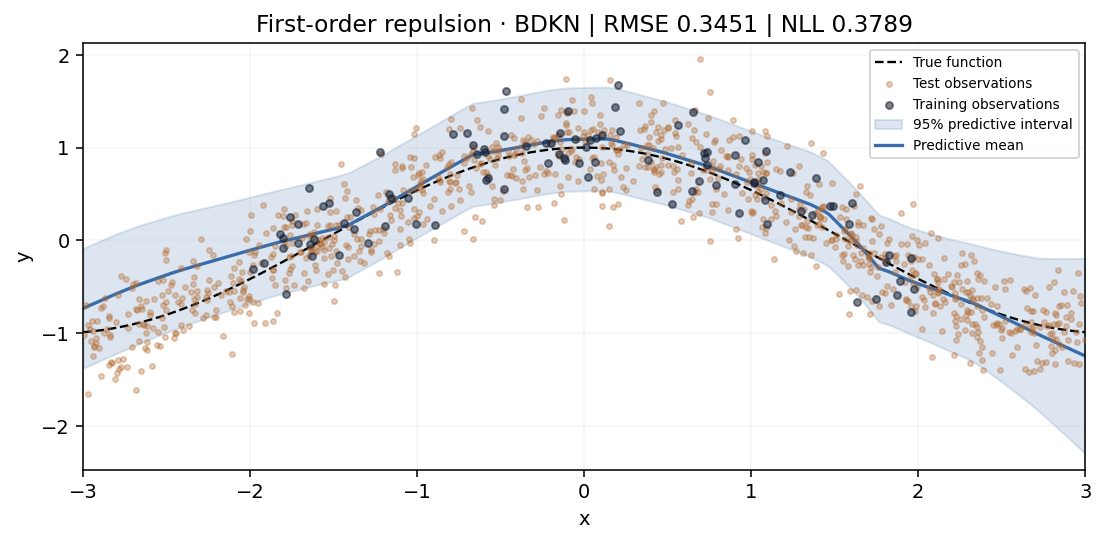 First-order repulsion · BDKN | RMSE 0.3451 | NLL 0.3789
True function
Test observations
Training observations
95% predictive interval
Predictive mean
y
2
1
0
−1
−2
−3
−2
−1
0
1
2
3
x